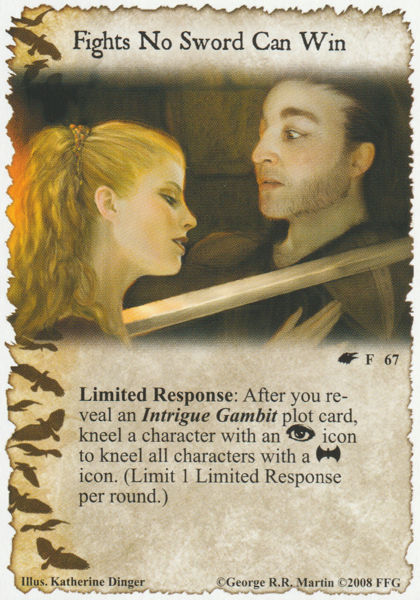 Fights No Sword Can Win
F 67
Limited Response: After you re-
veal an Intrigue Gambit plot card,
kneel a character with an icon
to kneel all characters with a
icon. (Limit 1 Limited Response
per round.)
Illus. Katherine Dinger ©George R.R. Martin ©2008 FFG